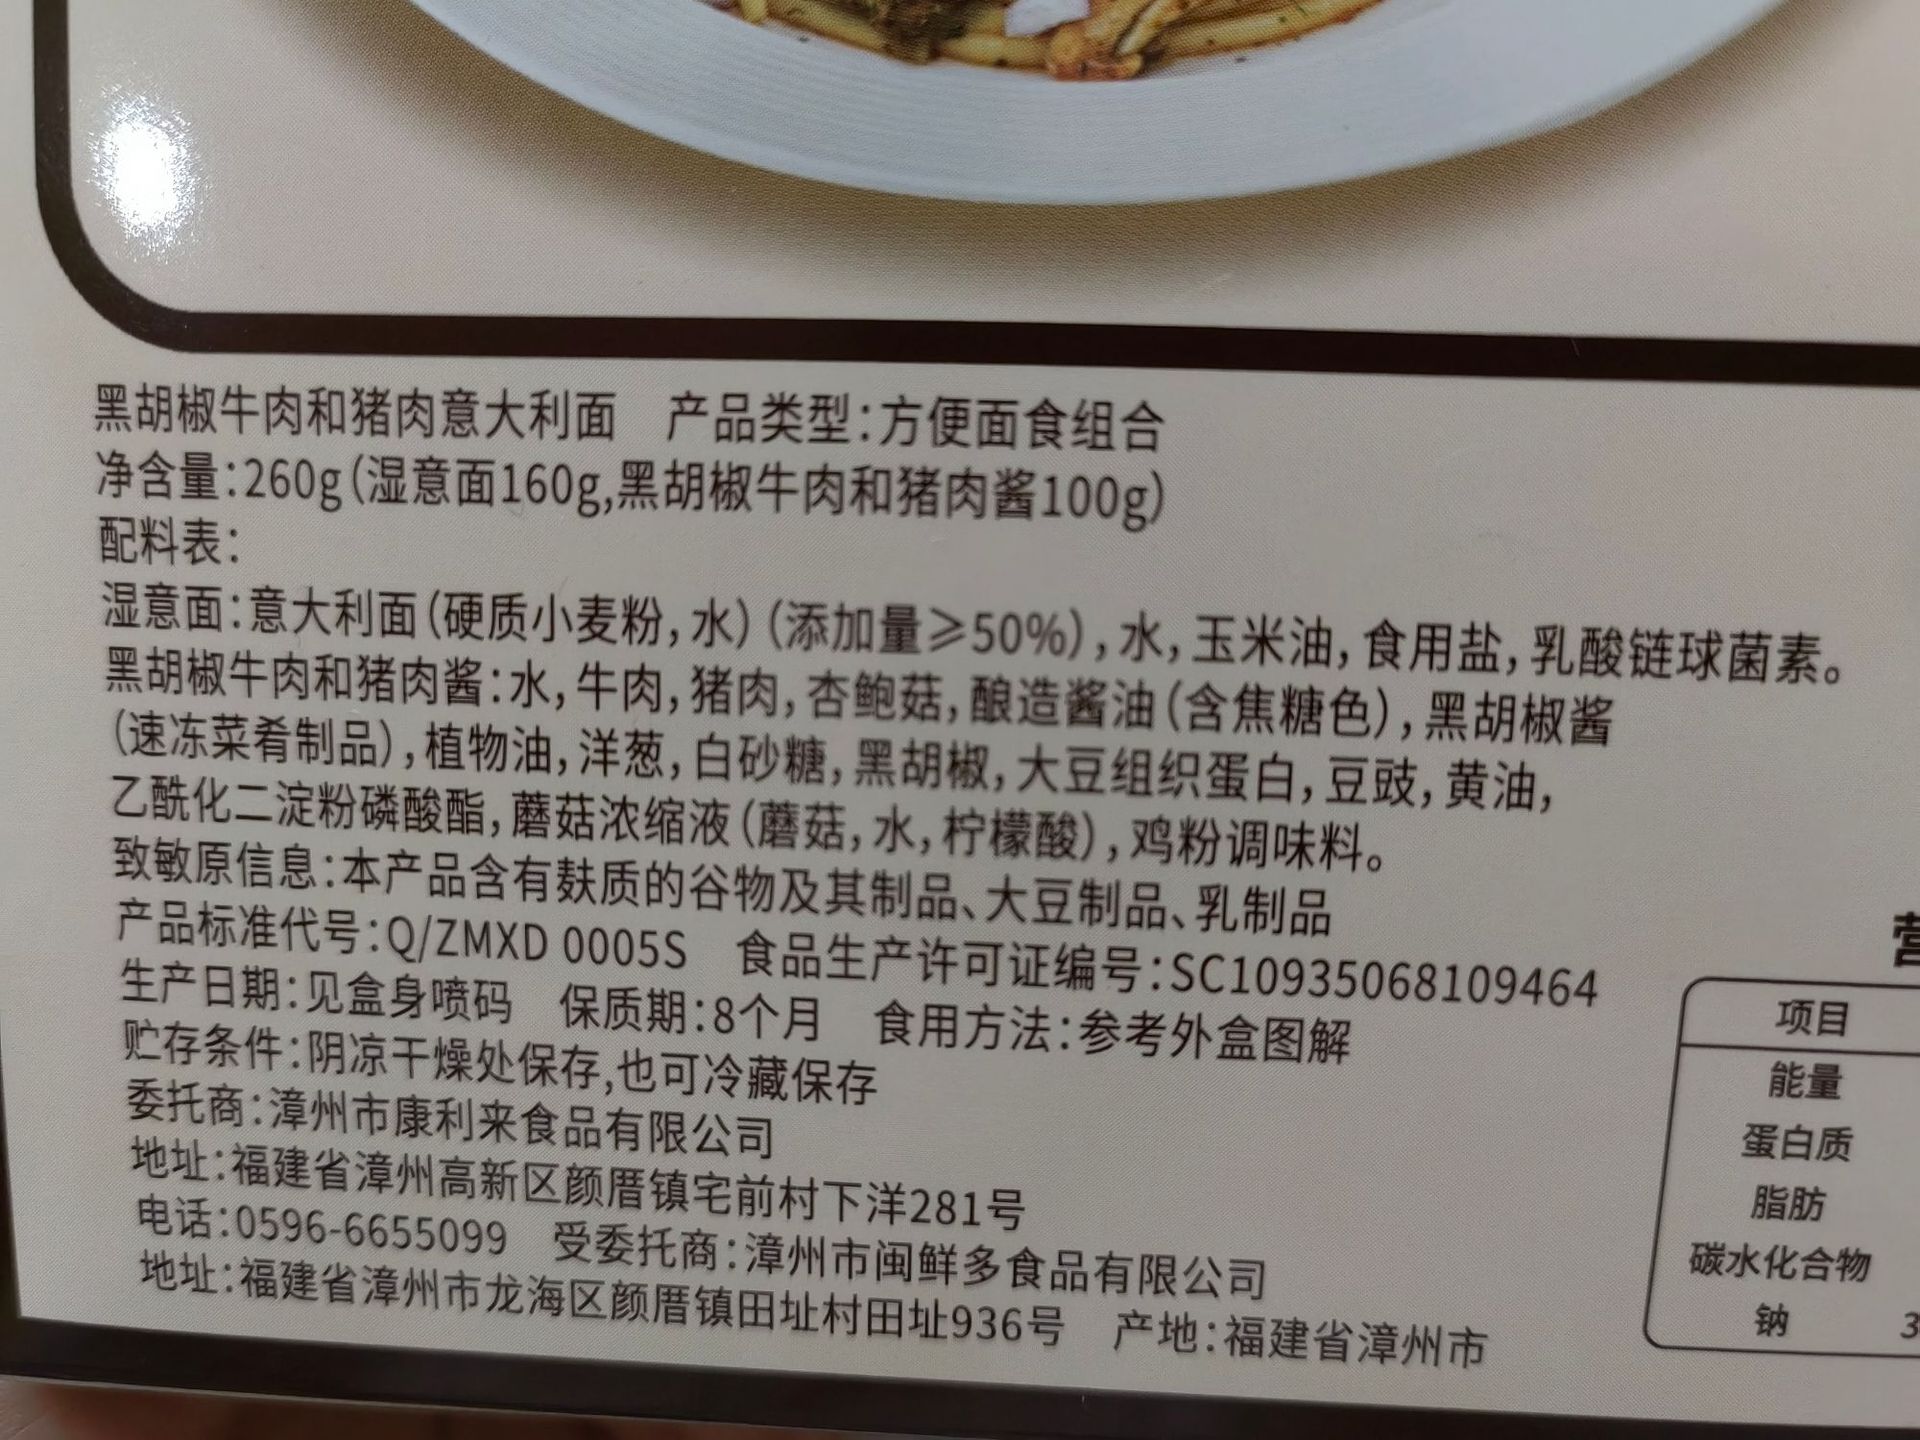 黑胡椒牛肉和猪肉意大利面 产品类型:方便面食组合
净含量:260g(湿意面160g,黑胡椒牛肉和猪肉酱100g)
配料表:
湿意面:意大利面(硬质小麦粉,水)(添加量≥50%),水,玉米油,食用盐,乳酸链球菌素。
黑胡椒牛肉和猪肉酱:水,牛肉,猪肉,杏鲍菇,酿造酱油(含焦糖色),黑胡椒酱
(速冻菜肴制品),植物油,洋葱,白砂糖,黑胡椒,大豆组织蛋白,豆豉,黄油,
乙酰化二淀粉磷酸酯,蘑菇浓缩液(蘑菇,水,柠檬酸),鸡粉调味料。
致敏原信息:本产品含有麸质的谷物及其制品、大豆制品、乳制品
产品标准代号:Q/ZMXD 0005S 食品生产许可证编号:SC10935068109464
生产日期:见盒身喷码 保质期:8个月 食用方法:参考外盒图解
贮存条件:阴凉干燥处保存,也可冷藏保存
委托商:漳州市康利来食品有限公司
地址:福建省漳州高新区颜厝镇宅前村下洋281号
电话:0596-6655099 受委托商:漳州市闽鲜多食品有限公司
地址:福建省漳州市龙海区颜厝镇田址村田址936号 产地:福建省漳州市
项目
能量
蛋白质
脂肪
碳水化合物
钠 3